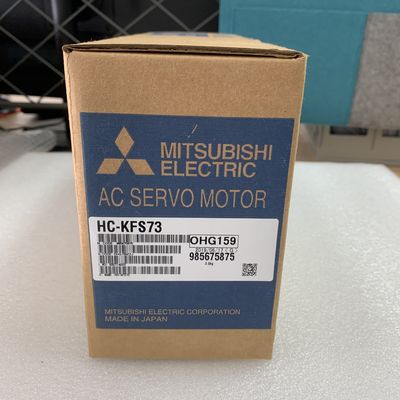 MITSUBISHI
ELECTRIC
AC SERVO MOTOR
HC-KFS73
OHG159
985675875
MITSUBISHI ELECTRIC CORPORATION
MADE IN JAPAN